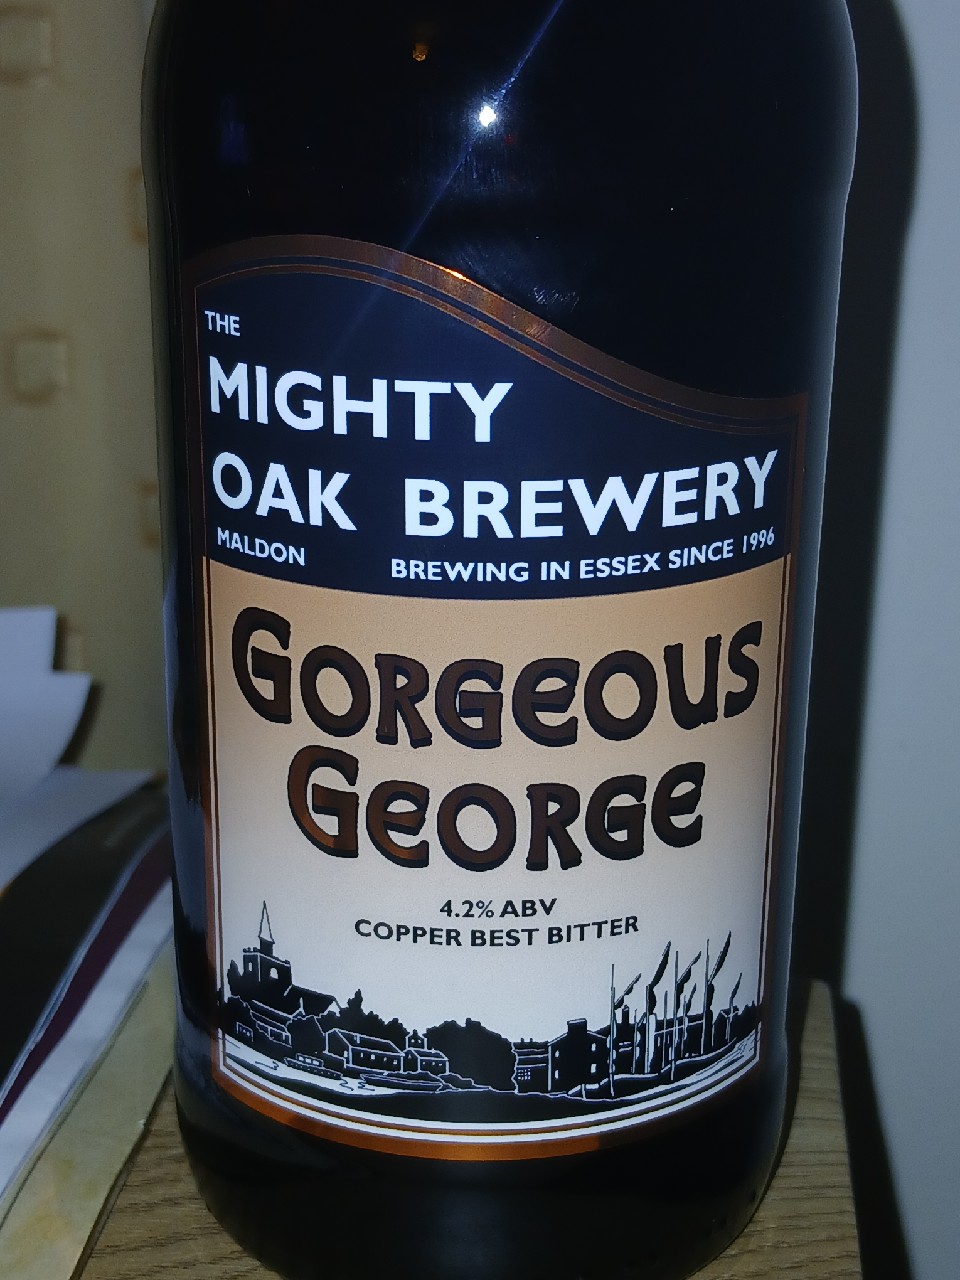 THE
MIGHTY
OAK BREWERY
MALDON BREWING IN ESSEX SINCE 1996
GORGEOUS
GEORGE
4.2% ABV
COPPER BEST BITTER